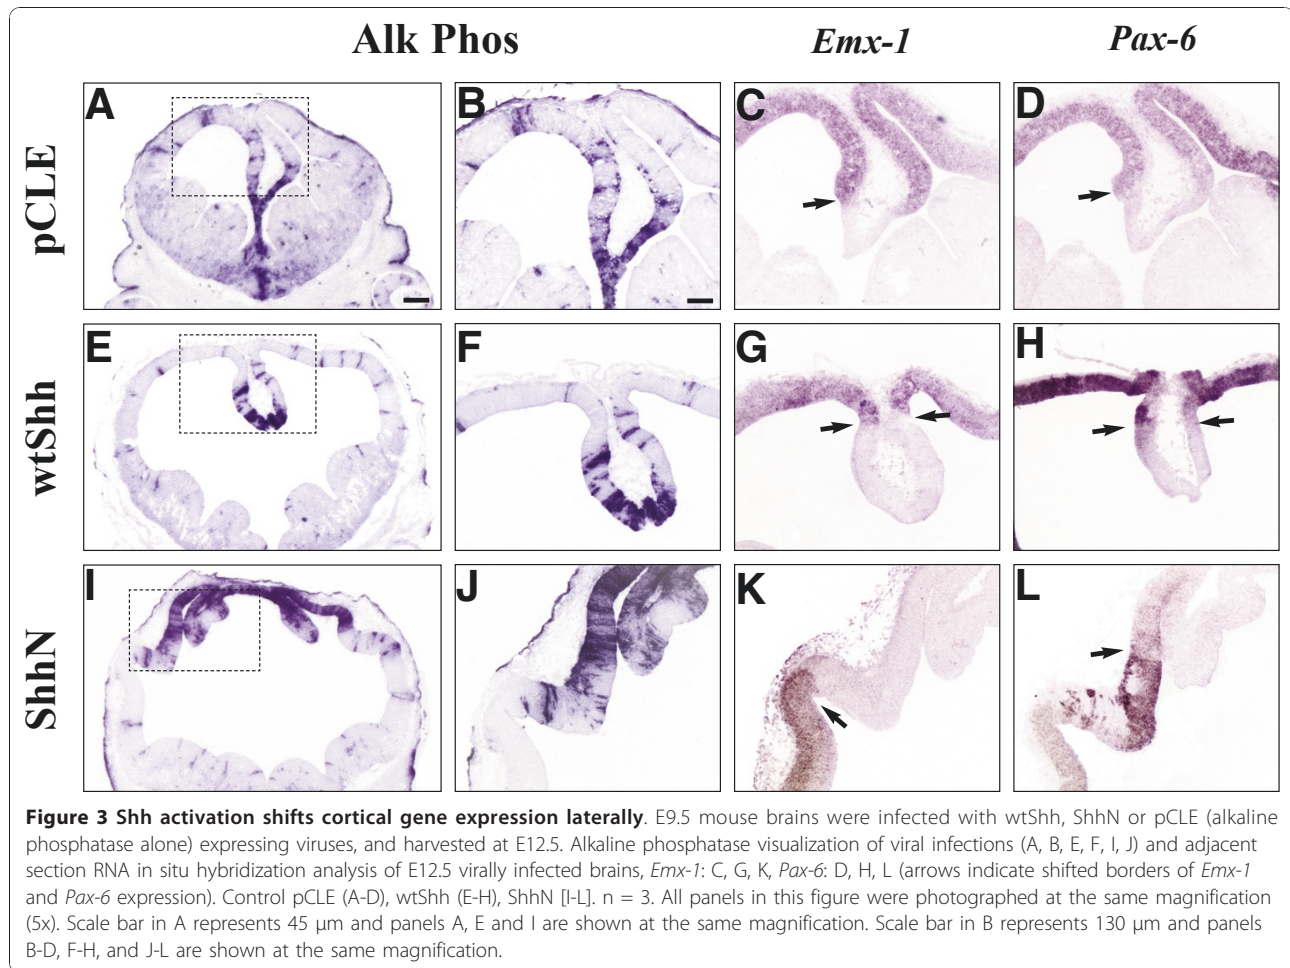 Alk Phos Emx-1 Pax-6
pCLE
A B C D
wtShh
E F G H
ShhN
I J K L
Figure 3 Shh activation shifts cortical gene expression laterally. E9.5 mouse brains were infected with wtShh, ShhN or pCLE (alkaline
phosphatase alone) expressing viruses, and harvested at E12.5. Alkaline phosphatase visualization of viral infections (A, B, E, F, I, J) and adjacent
section RNA in situ hybridization analysis of E12.5 virally infected brains, Emx-1: C, G, K, Pax-6: D, H, L (arrows indicate shifted borders of Emx-1
and Pax-6 expression). Control pCLE (A-D), wtShh (E-H), ShhN [I-L]. n = 3. All panels in this figure were photographed at the same magnification
(5x). Scale bar in A represents 45 μm and panels A, E and I are shown at the same magnification. Scale bar in B represents 130 μm and panels
B-D, F-H, and J-L are shown at the same magnification.